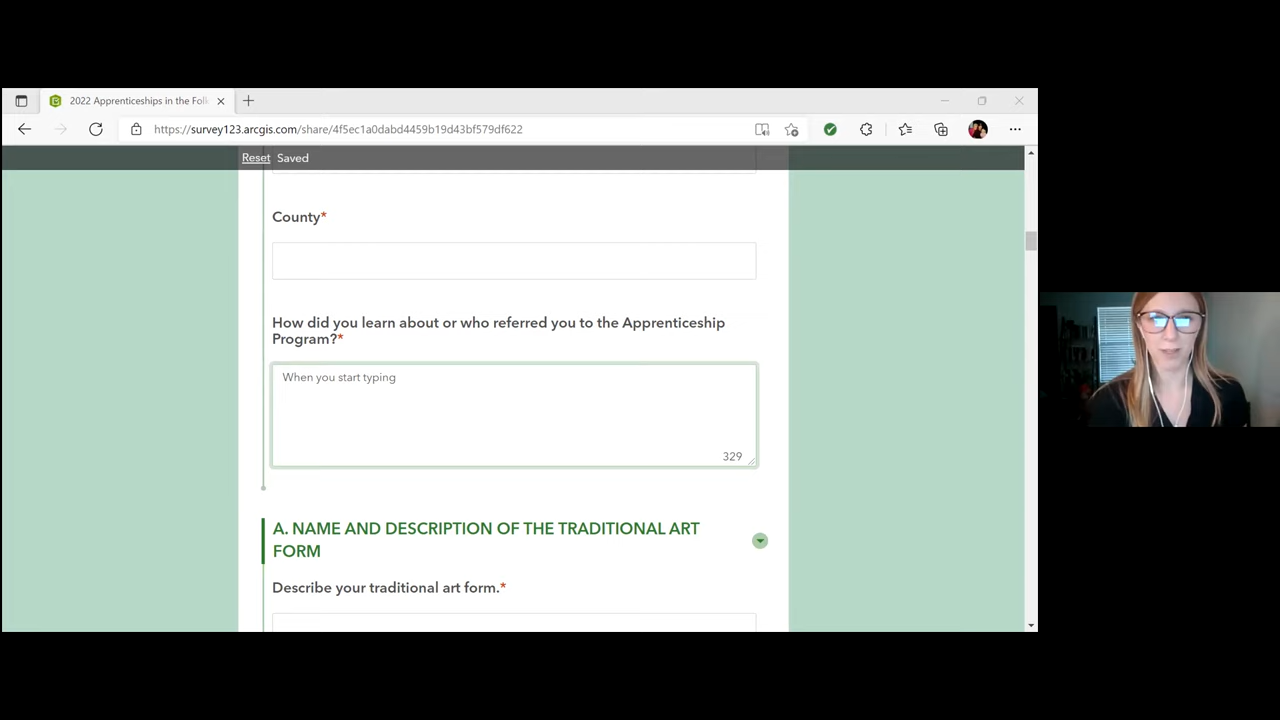 2022 Apprenticeships in the Folk
https://survey123.arcgis.com/share/4f5ec1a0dabd4459b19d43bf579df622
Reset Saved
County*
How did you learn about or who referred you to the Apprenticeship
Program?*
When you start typing
329
A. NAME AND DESCRIPTION OF THE TRADITIONAL ART
FORM
Describe your traditional art form.*